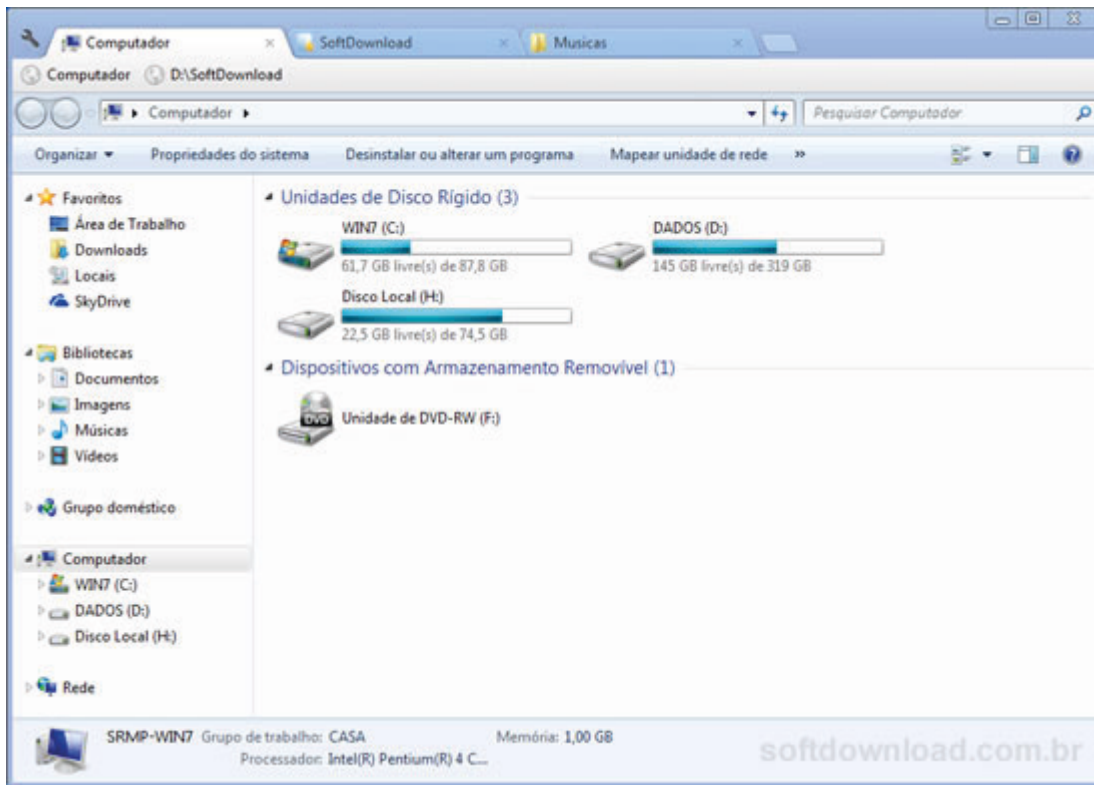 Computador SoftDownload Musicas
Computador D:\SoftDownload
Computador Pesquisar Computador
Organizar Propriedades do sistema Desinstalar ou alterar um programa Mapear unidade de rede »
Favoritos
Área de Trabalho
Downloads
Locais
SkyDrive
Bibliotecas
Documentos
Imagens
Músicas
Vídeos
Grupo doméstico
Computador
WIN7 (C:)
DADOS (D:)
Disco Local (H:)
Rede
Unidades de Disco Rígido (3)
WIN7 (C:)
61,7 GB livre(s) de 87,8 GB
DADOS (D:)
145 GB livre(s) de 319 GB
Disco Local (H:)
22,5 GB livre(s) de 74,5 GB
Dispositivos com Armazenamento Removível (1)
DVD
Unidade de DVD-RW (F:)
SRMP-WIN7 Grupo de trabalho: CASA Memória: 1,00 GB
Processador: Intel(R) Pentium(R) 4 C...
softdownload.com.br